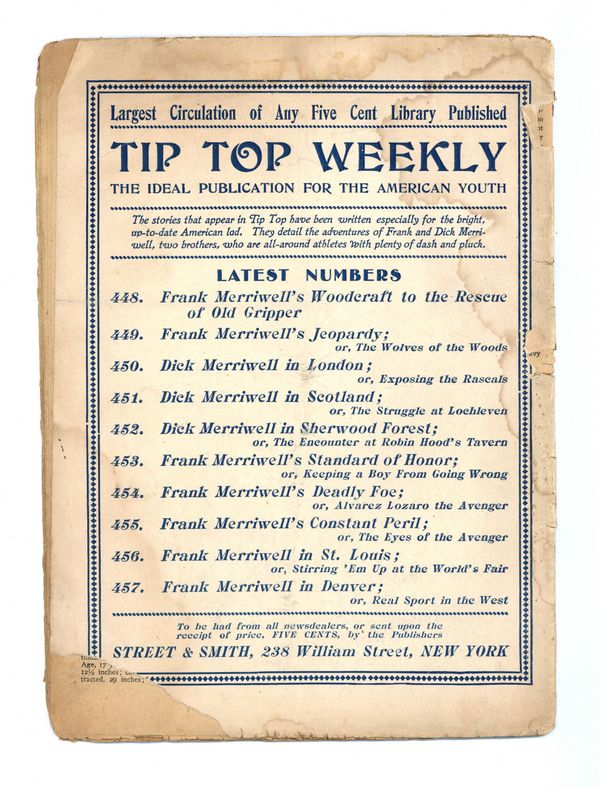 Largest Circulation of Any Five Cent Library Published
TIP TOP WEEKLY
THE IDEAL PUBLICATION FOR THE AMERICAN YOUTH
The stories that appear in Tip Top have been written especially for the bright,
up-to-date American lad. They detail the adventures of Frank and Dick Merri-
well, two brothers, who are all-around athletes with plenty of dash and pluck.
LATEST NUMBERS
448. Frank Merriwell's Woodcraft to the Rescue
of Old Gripper
449. Frank Merriwell's Jeopardy;
or, The Wolves of the Woods
450. Dick Merriwell in London;
or, Exposing the Rascals
451. Dick Merriwell in Scotland;
or, The Struggle at Lochleven
452. Dick Merriwell in Sherwood Forest;
or, The Encounter at Robin Hood's Tavern
453. Frank Merriwell's Standard of Honor;
or, Keeping a Boy From Going Wrong
454. Frank Merriwell's Deadly Foe;
or, Alvarez Lozaro the Avenger
455. Frank Merriwell's Constant Peril;
or, The Eyes of the Avenger
456. Frank Merriwell in St. Louis;
or, Stirring 'Em Up at the World's Fair
457. Frank Merriwell in Denver;
or, Real Sport in the West
To be had from all newsdealers, or sent upon the
receipt of price, FIVE CENTS, by the Publishers
STREET & SMITH, 238 William Street, NEW YORK
Age, 17
12½ inches;
tracted, 29 inches;